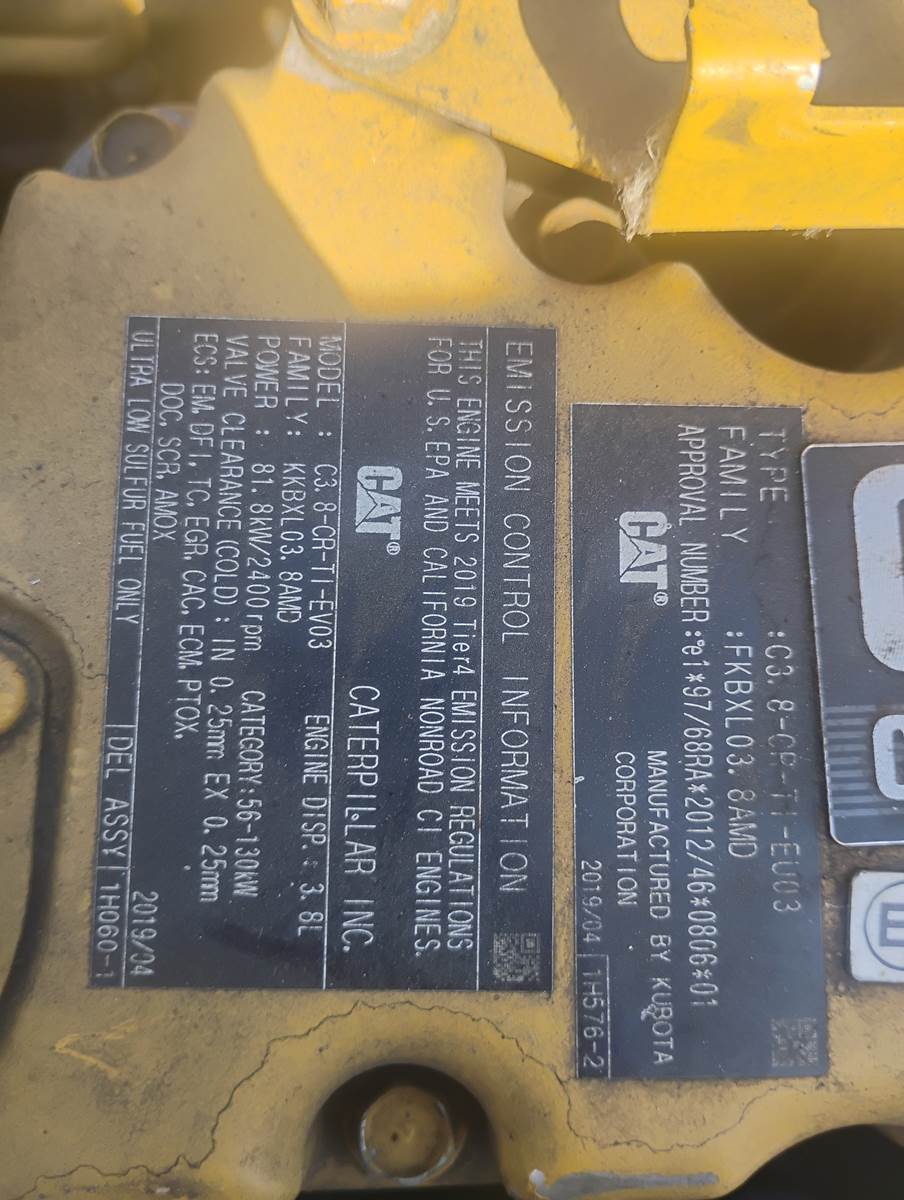 TYPE :C3.8-CR-T1-EU03
FAMILY :FKBXL03.8AMD
APPROVAL NUMBER:e1*97/68RA*2012/46*0806*01
CAT®
MANUFACTURED BY KUBOTA
CORPORATION
2019/04 1H576-2
EMISSION CONTROL INFORMATION
THIS ENGINE MEETS 2019 Tier4 EMISSION REGULATIONS
FOR U.S.EPA AND CALIFORNIA NONROAD CI ENGINES.
CAT® CATERPILLAR INC.
MODEL : C3.8-CR-T1-EV03 ENGINE DISP.: 3.8L
FAMILY: KKBXL03.8AMD
POWER : 81.8kW/2400rpm CATEGORY:56-130kW
VALVE CLEARANCE(COLD): IN 0.25mm EX 0.25mm
ECS: EM, DFI, TC, EGR, CAC, ECM, PTOX,
DOC, SCR, AMOX
2019/04
ULTRA LOW SULFUR FUEL ONLY IDEL ASSY 1H060-1